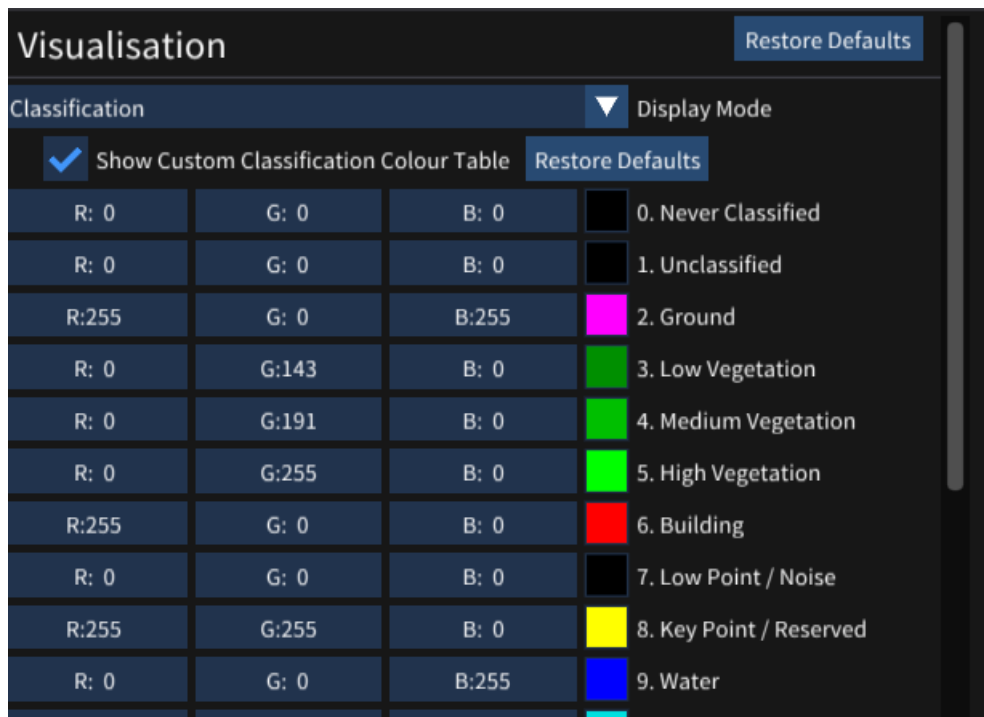 Visualisation Restore Defaults
Classification Display Mode
Show Custom Classification Colour Table Restore Defaults
R: 0 G: 0 B: 0 0. Never Classified
R: 0 G: 0 B: 0 1. Unclassified
R:255 G: 0 B:255 2. Ground
R: 0 G:143 B: 0 3. Low Vegetation
R: 0 G:191 B: 0 4. Medium Vegetation
R: 0 G:255 B: 0 5. High Vegetation
R:255 G: 0 B: 0 6. Building
R: 0 G: 0 B: 0 7. Low Point / Noise
R:255 G:255 B: 0 8. Key Point / Reserved
R: 0 G: 0 B:255 9. Water